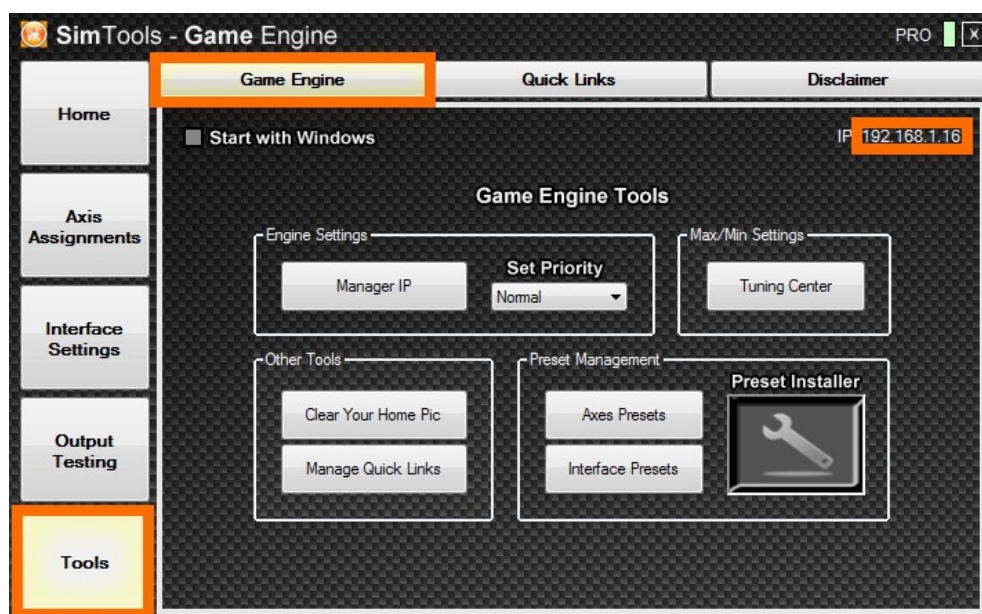 SimTools - Game Engine
PRO
X
Game Engine
Quick Links
Disclaimer
Home
Axis
Assignments
Interface
Settings
Output
Testing
Tools
Start with Windows
IP 192.168.1.16
Game Engine Tools
Engine Settings
Manager IP
Set Priority
Normal
Max/Min Settings
Tuning Center
Other Tools
Clear Your Home Pic
Manage Quick Links
Preset Management
Axes Presets
Interface Presets
Preset Installer